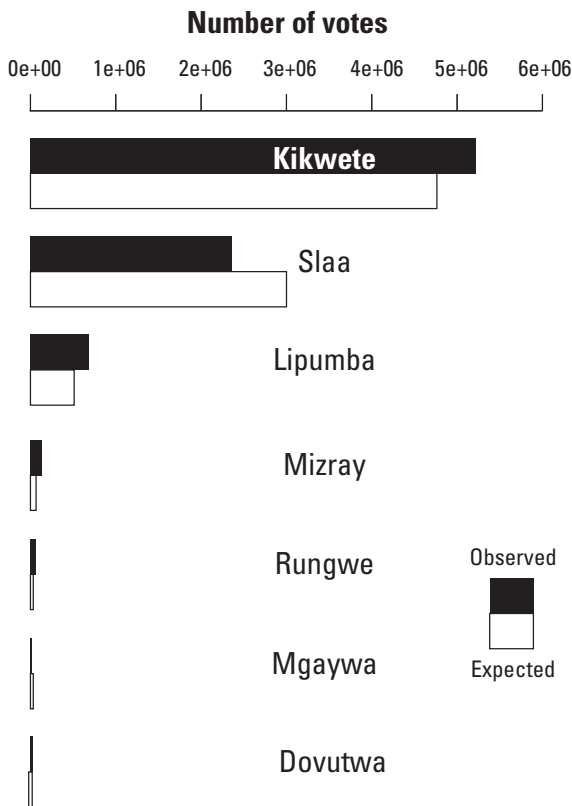 Number of votes
0e+00 1e+06 2e+06 3e+06 4e+06 5e+06 6e+06
Kikwete
Slaa
Lipumba
Mizray
Rungwe
Observed
Expected
Mgaywa
Dovutwa